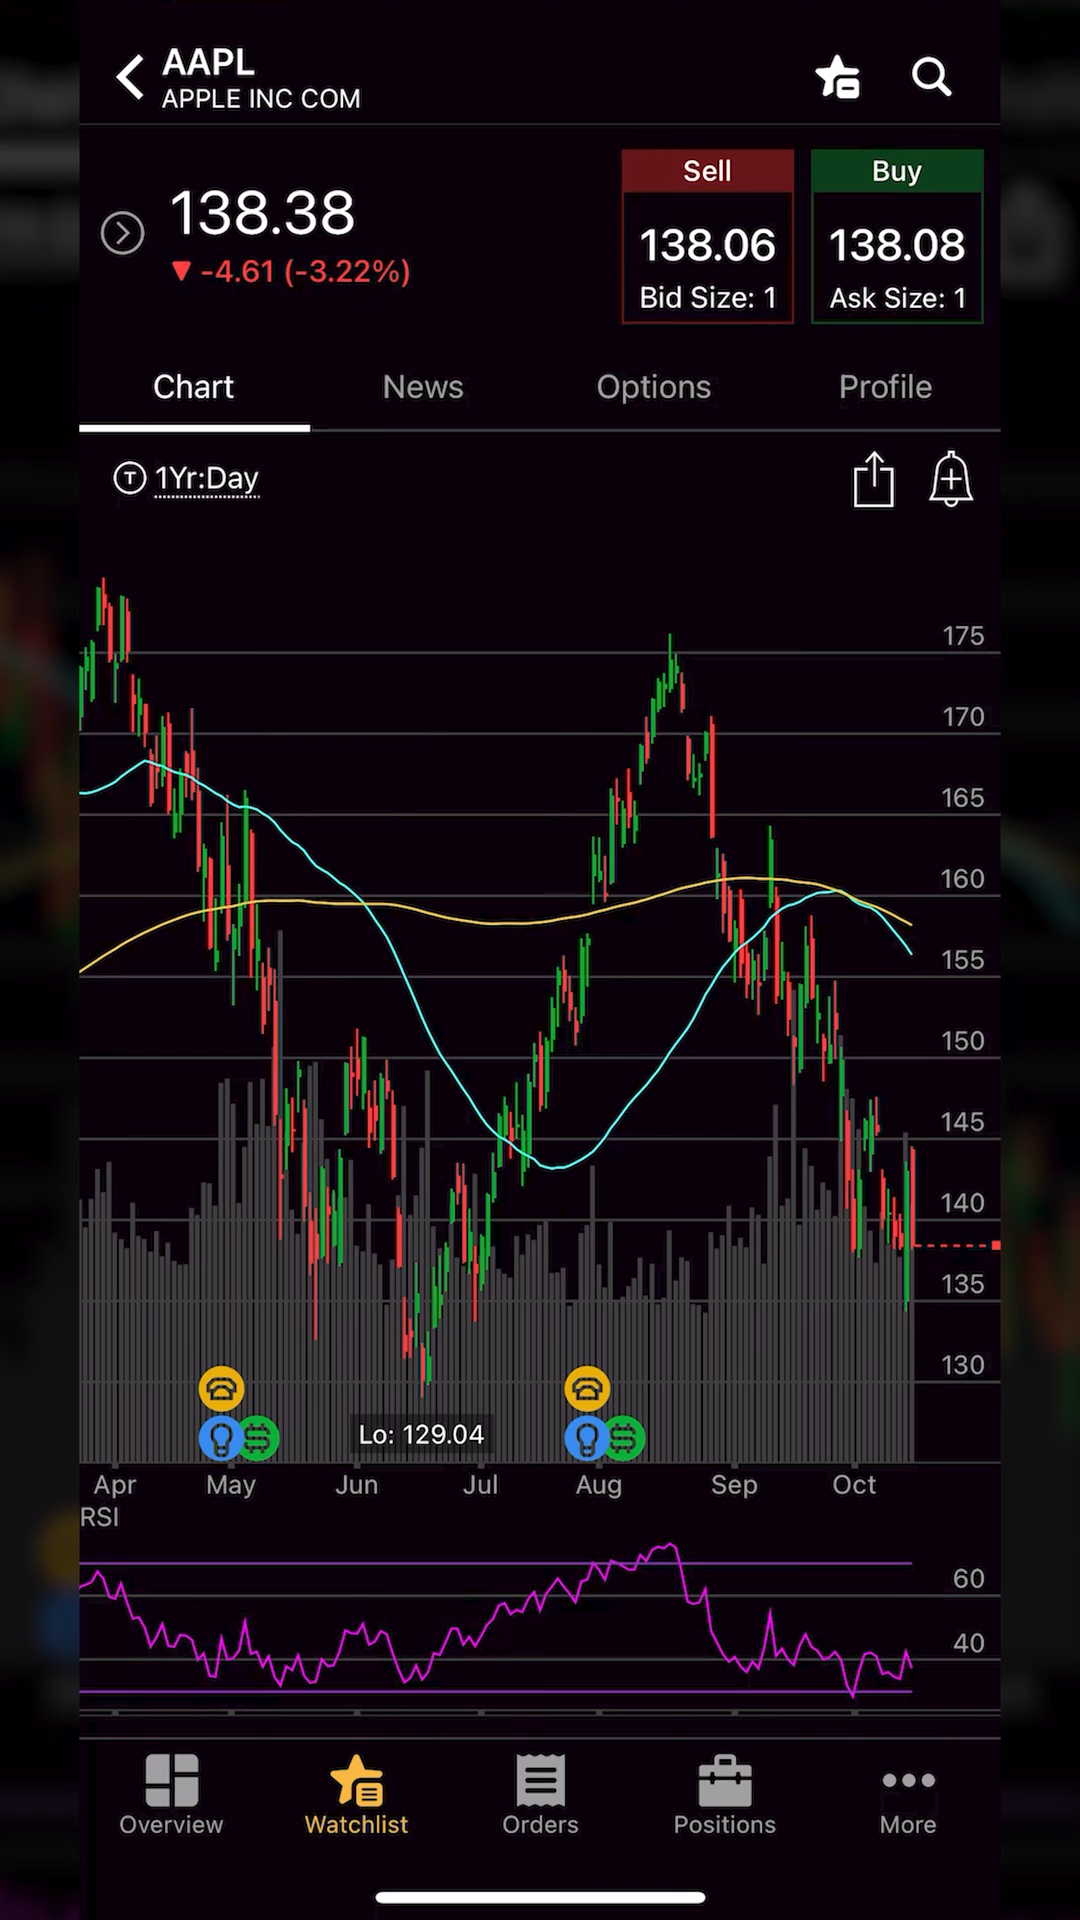 AAPL
APPLE INC COM
138.38
▼ -4.61 (-3.22%)
Sell
138.06
Bid Size: 1
Buy
138.08
Ask Size: 1
Chart News Options Profile
T 1Yr:Day
175
170
165
160
155
150
145
140
135
130
Lo: 129.04
Apr May Jun Jul Aug Sep Oct
RSI
60
40
Overview Watchlist Orders Positions More